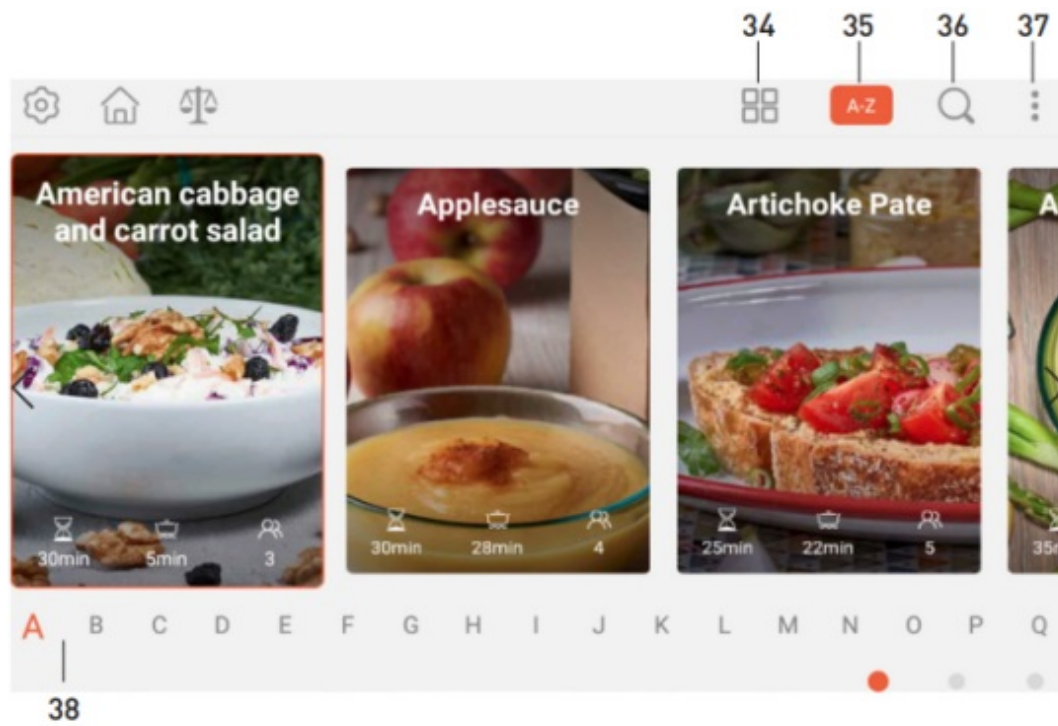 34 35 36 37
A-Z
American cabbage
and carrot salad
Applesauce
Artichoke Pate
A
30min 5min 3
30min 28min 4
25min 22min 5
A B C D E F G H I J K L M N O P Q
38